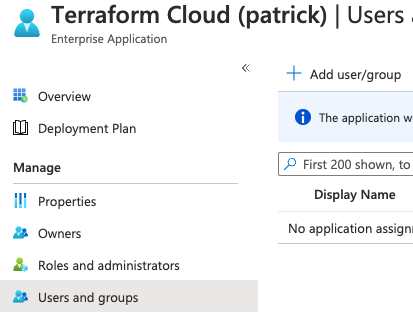 Terraform Cloud (patrick) | Users
Enterprise Application
«
Overview
Deployment Plan
Manage
Properties
Owners
Roles and administrators
Users and groups
+ Add user/group
The application w
First 200 shown, to
Display Name
No application assign